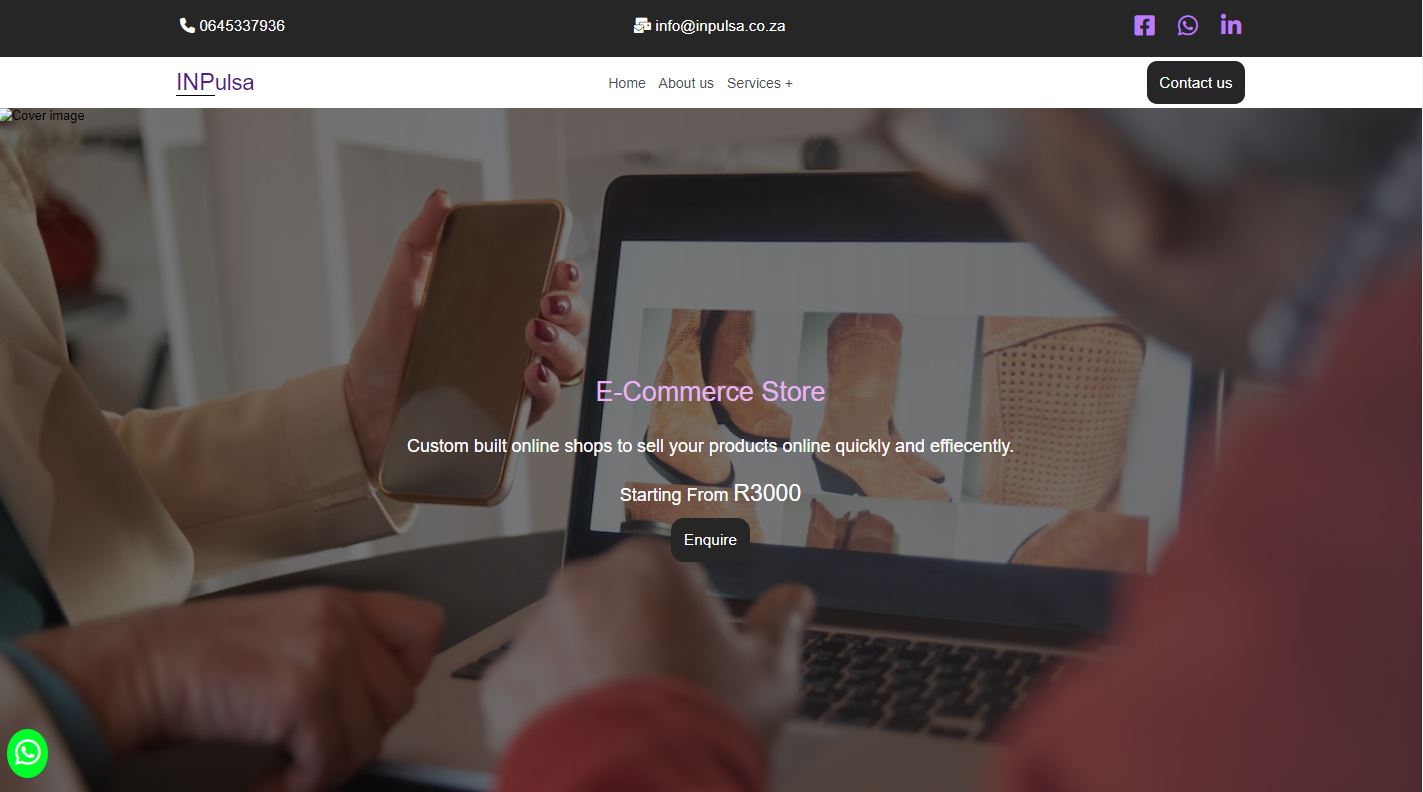 0645337936
info@inpulsa.co.za
INPulsa
Home About us Services +
Contact us
Cover image
E-Commerce Store
Custom built online shops to sell your products online quickly and effiecently.
Starting From R3000
Enquire